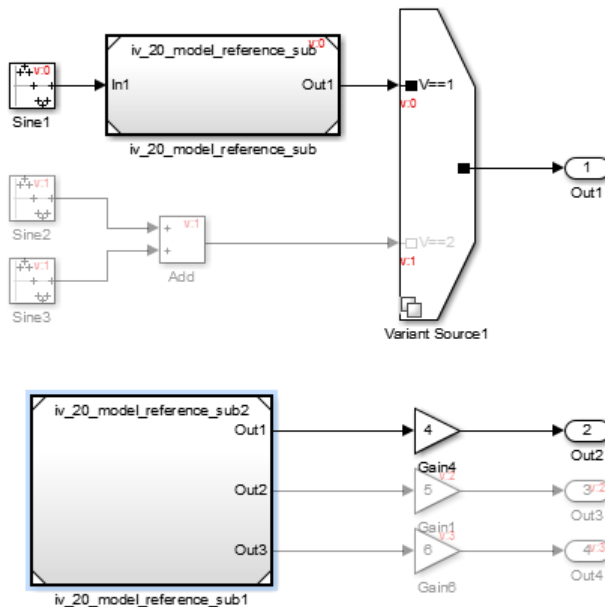 iv_20_model_reference_sub
v:0
v:0
In1
Out1
V==1
v:0
Sine1
iv_20_model_reference_sub
1
Out1
v:1
Sine2
v:1
+
+
Add
V==2
v:1
v:1
Sine3
Variant Source1
iv_20_model_reference_sub2
Out1
4
2
Gain4
Out2
Out2
v:2
5
3
v:2
Gain1
Out3
Out3
v:3
6
4
v:3
Gain6
Out4
iv_20_model_reference_sub1